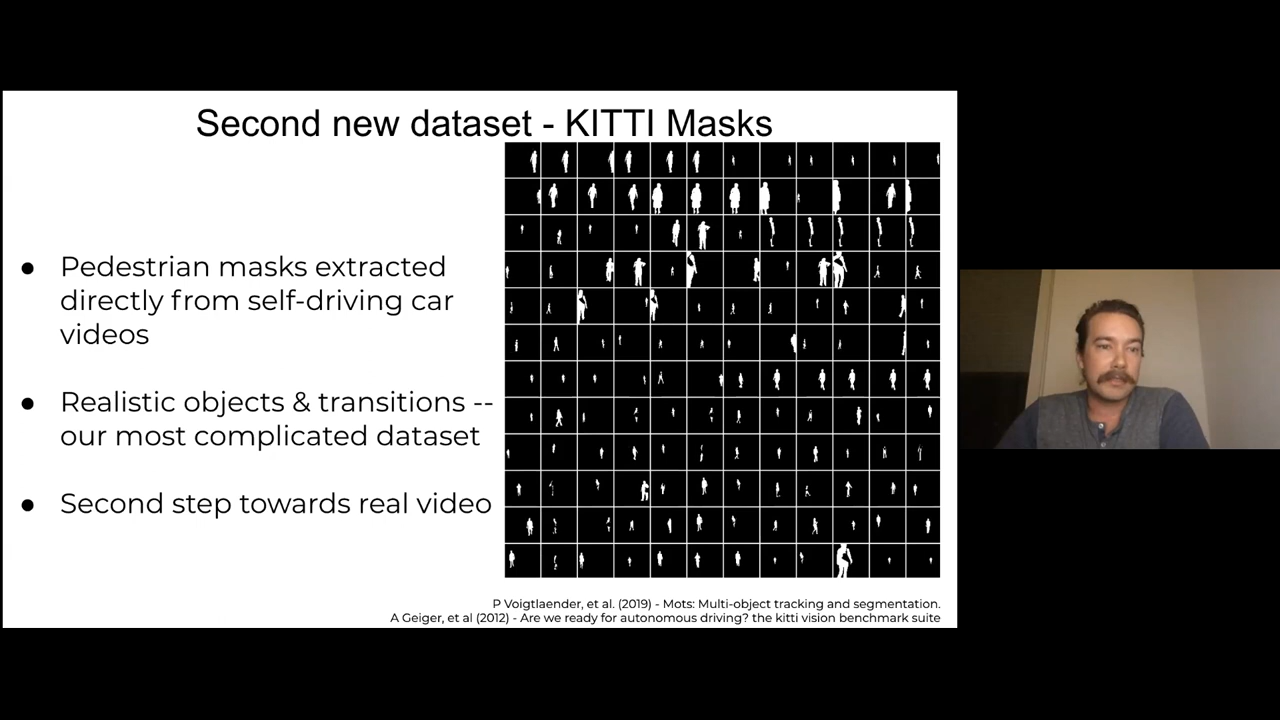 Second new dataset - KITTI Masks
● Pedestrian masks extracted
directly from self-driving car
videos
● Realistic objects & transitions --
our most complicated dataset
● Second step towards real video
P Voigtlaender, et al. (2019) - Mots: Multi-object tracking and segmentation.
A Geiger, et al (2012) - Are we ready for autonomous driving? the kitti vision benchmark suite